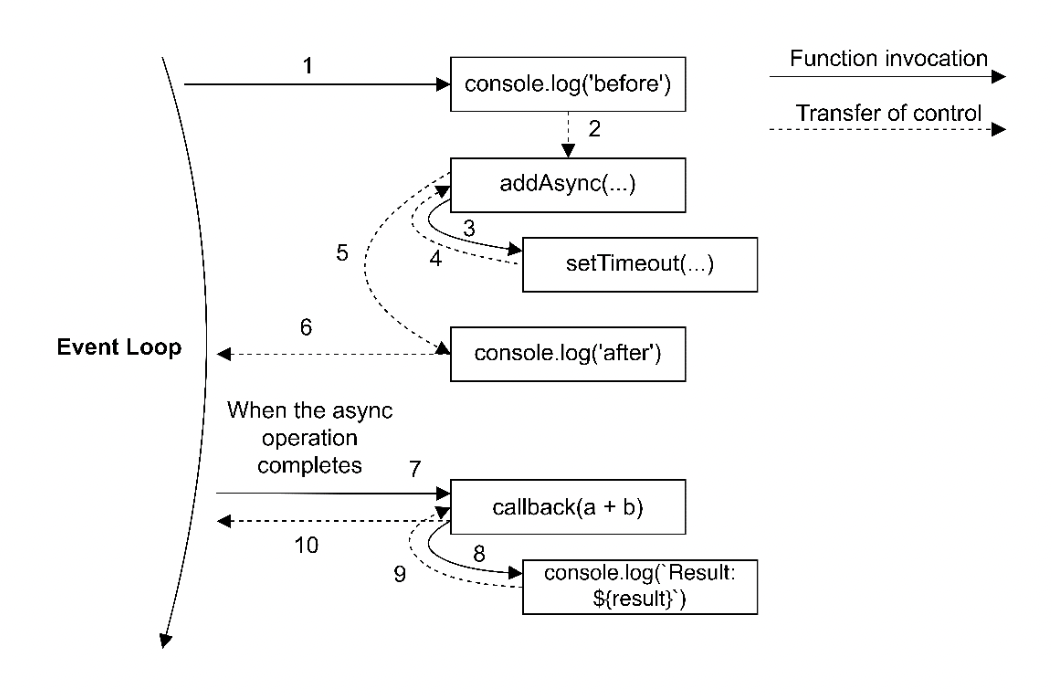 1
console.log('before')
Function invocation
Transfer of control
2
addAsync(...)
3
4
5
setTimeout(...)
6
console.log('after')
Event Loop
When the async
operation
completes
7
callback(a + b)
10
8
9
console.log(`Result:
${result}`)